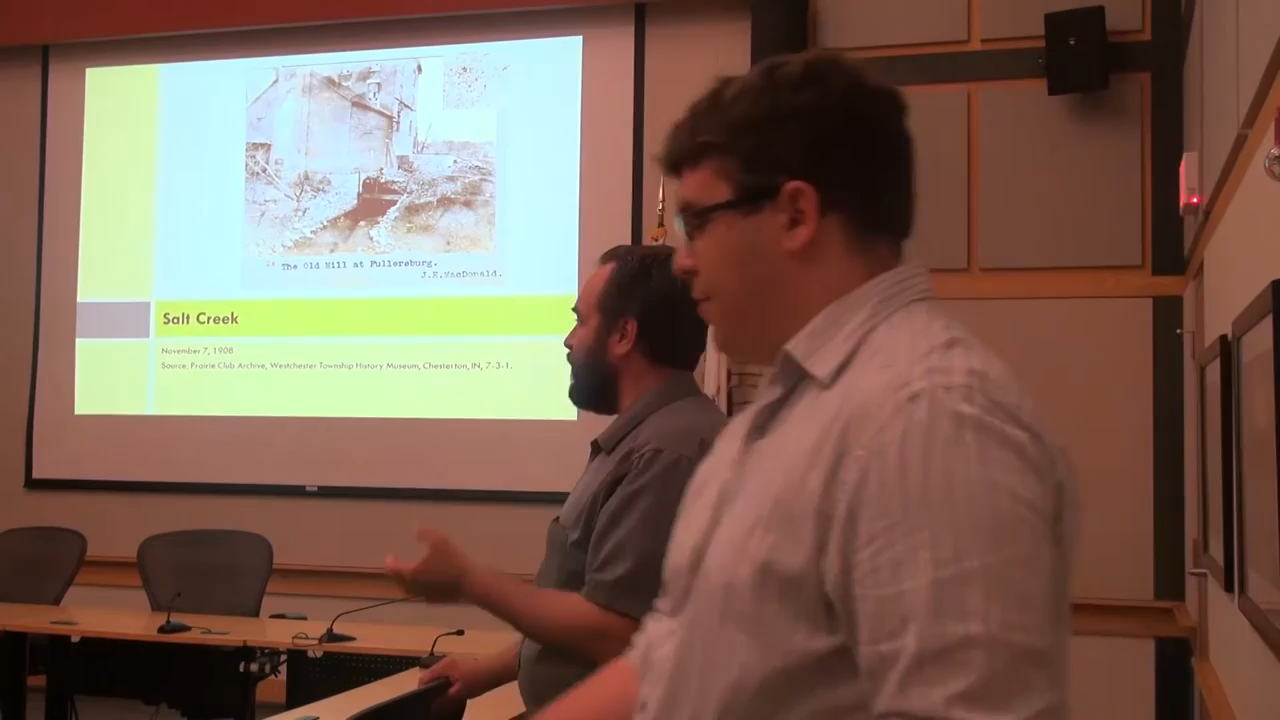 The Old Mill at Fullersburg.
J.E.MacDonald.
Salt Creek
November 7, 1908
Source, Prairie Club Archive, Westchester Township History Museum, Chesterton, IN, 7-3-1.